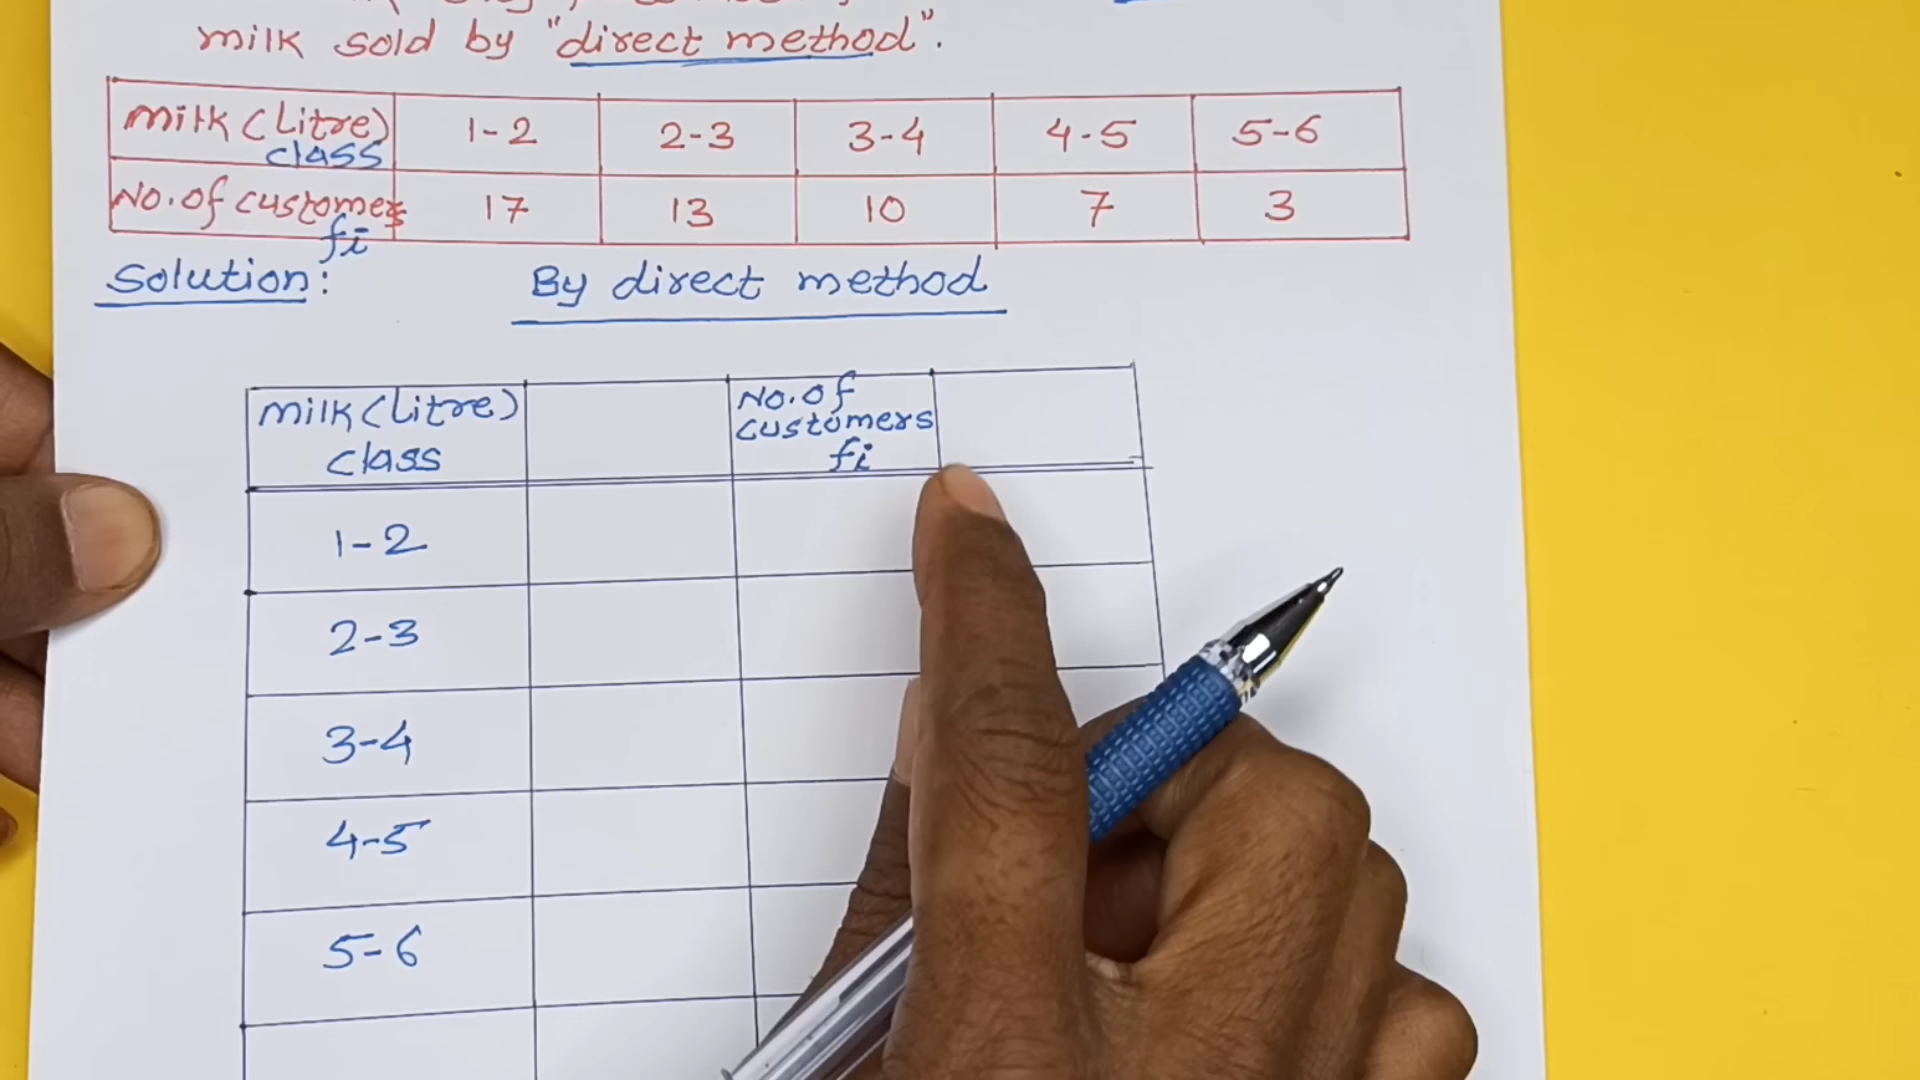 milk sold by "direct method".
milk (Litre) 1-2 2-3 3-4 4-5 5-6
class
No. of customers 17 13 10 7 3
fi
Solution: By direct method
milk (Litre) No. of
customers
class fi
1-2
2-3
3-4
4-5
5-6